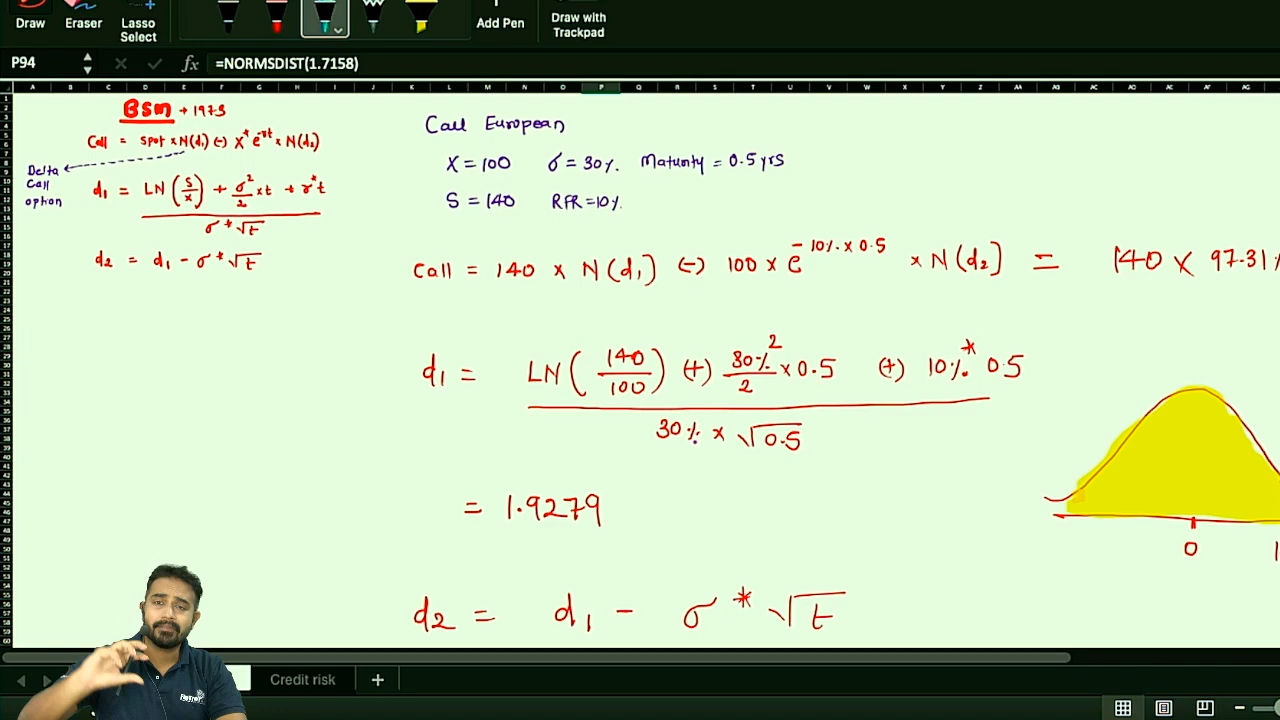 Draw
Eraser
Lasso Select
Add Pen
Draw with Trackpad
P94
fx =NORMSDIST(1.7158)
BSM → 1973
Call = Spot × N(d1) (-) X * e^-rt × N(d2)
Delta Call option
d1 = LN (S/X) + σ²/2 × t + r * t
σ * √t
d2 = d1 - σ * √t
Call European
X = 100 σ = 30% Maturity = 0.5 yrs
S = 140 RFR = 10%
Call = 140 × N(d1) (-) 100 × e^-10% × 0.5 × N(d2) = 140 × 97.31%
d1 = LN (140/100) (+) 30%²/2 × 0.5 (+) 10% * 0.5
30% × √0.5
= 1.9279
0
d2 = d1 - σ * √t
Credit risk
+